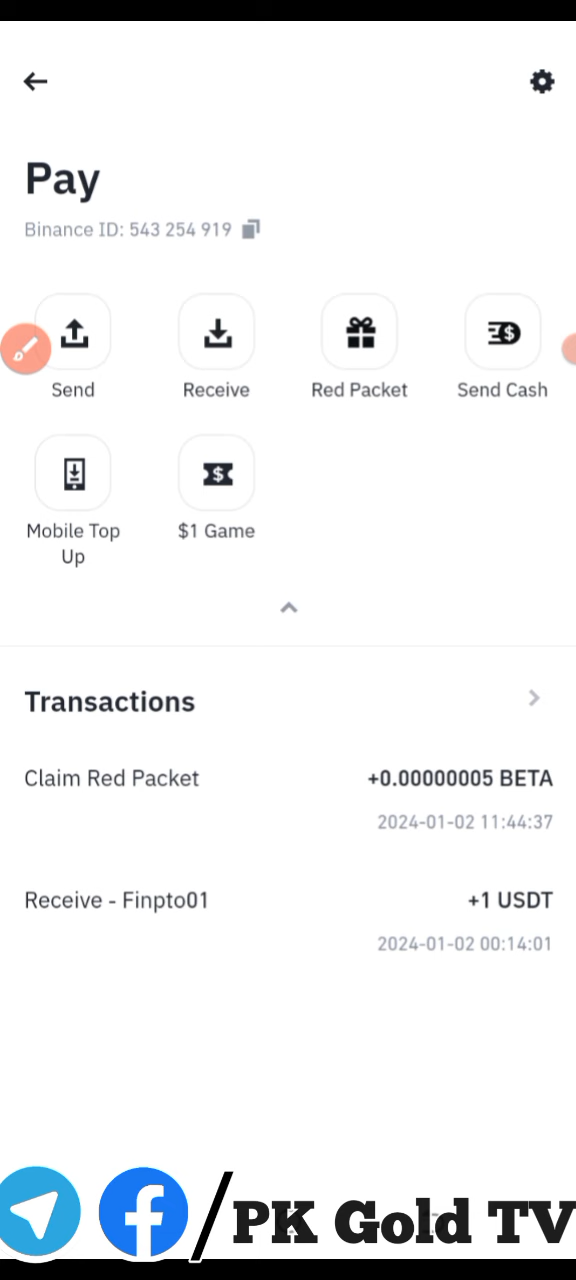 Pay
Binance ID: 543 254 919
Send Receive Red Packet Send Cash
Mobile Top Up $1 Game
Transactions
Claim Red Packet +0.00000005 BETA
2024-01-02 11:44:37
Receive - Finpto01 +1 USDT
2024-01-02 00:14:01
/PK Gold TV